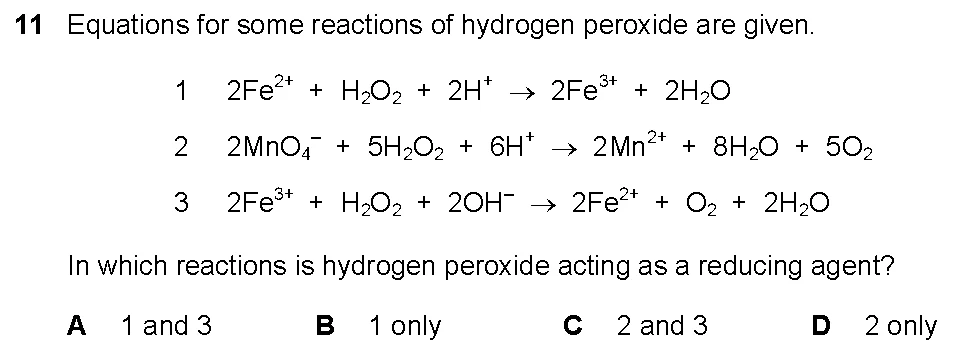 11 Equations for some reactions of hydrogen peroxide are given.
1 2Fe²⁺ + H₂O₂ + 2H⁺ → 2Fe³⁺ + 2H₂O
2 2MnO₄⁻ + 5H₂O₂ + 6H⁺ → 2Mn²⁺ + 8H₂O + 5O₂
3 2Fe³⁺ + H₂O₂ + 2OH⁻ → 2Fe²⁺ + O₂ + 2H₂O
In which reactions is hydrogen peroxide acting as a reducing agent?
A 1 and 3 B 1 only C 2 and 3 D 2 only